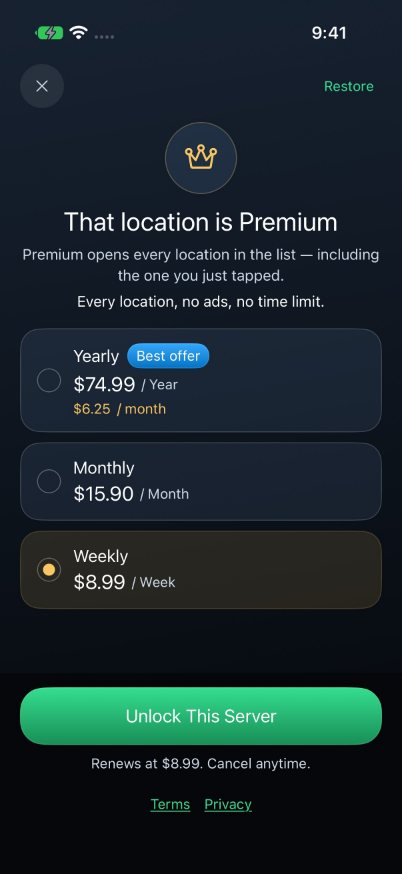 9:41
Restore
That location is Premium
Premium opens every location in the list — including
the one you just tapped.
Every location, no ads, no time limit.
Yearly Best offer
$74.99 / Year
$6.25 / month
Monthly
$15.90 / Month
Weekly
$8.99 / Week
Unlock This Server
Renews at $8.99. Cancel anytime.
Terms Privacy